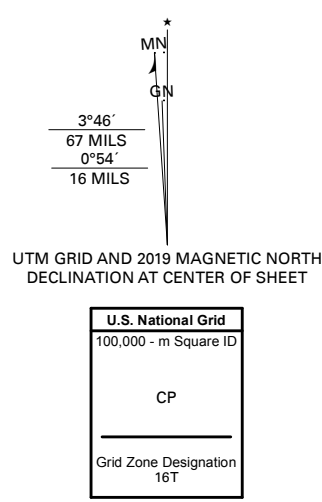 ★
MN
GN
3°46´
67 MILS
0°54´
16 MILS
UTM GRID AND 2019 MAGNETIC NORTH
DECLINATION AT CENTER OF SHEET
U.S. National Grid
100,000 - m Square ID
CP
Grid Zone Designation
16T